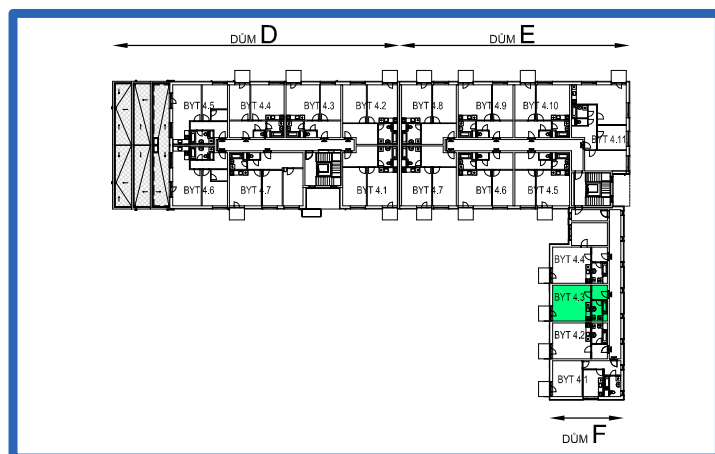 DŮM D
DŮM E
BYT 4.5 BYT 4.4 BYT 4.3 BYT 4.2 BYT 4.8 BYT 4.9 BYT 4.10
BYT 4.11
BYT 4.6 BYT 4.7 BYT 4.1 BYT 4.7 BYT 4.6 BYT 4.5
BYT 4.4
BYT 4.3
BYT 4.2
BYT 4.1
DŮM F